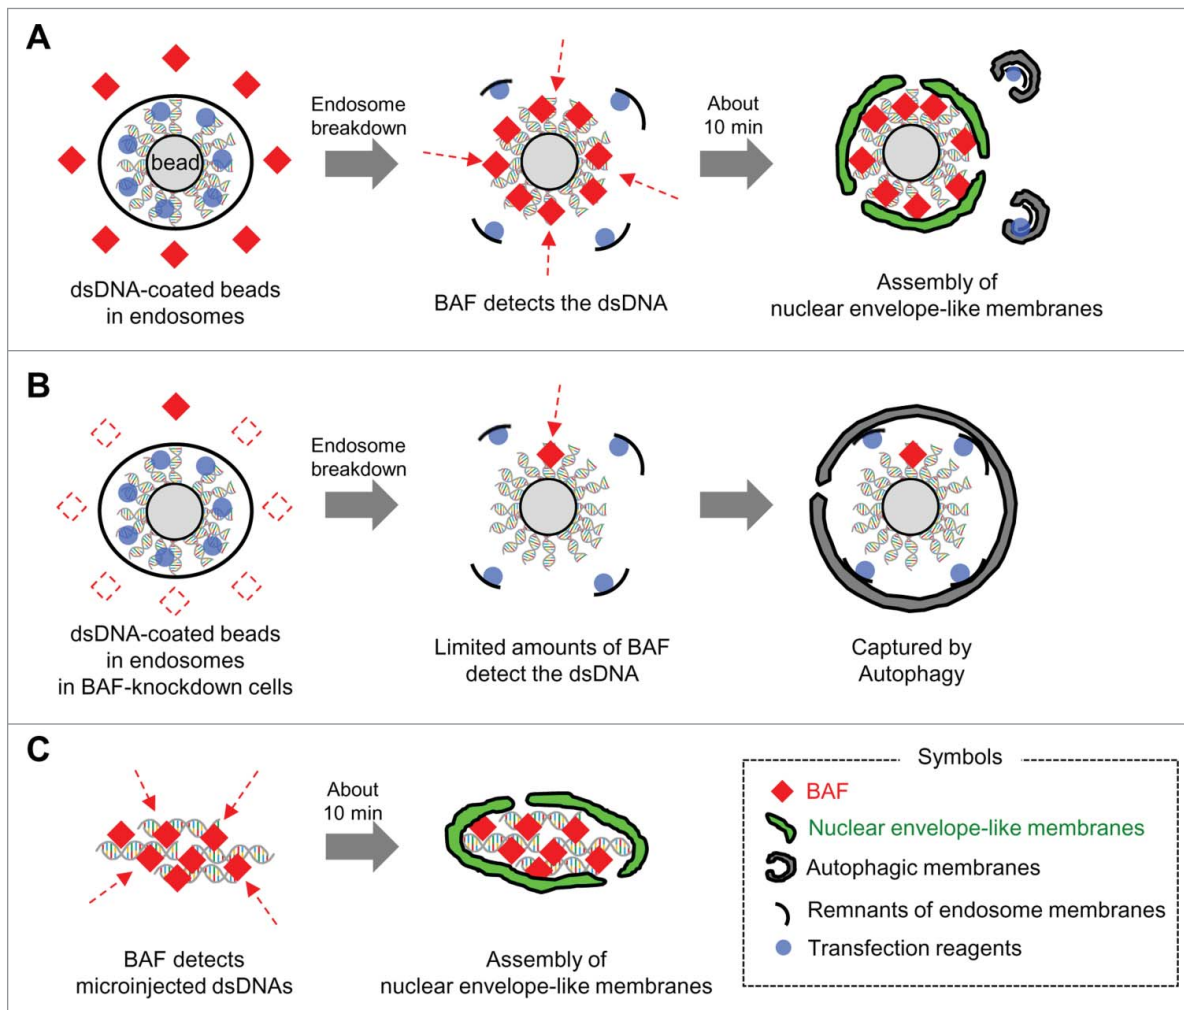 A
bead
Endosome
breakdown
About
10 min
dsDNA-coated beads
in endosomes
BAF detects the dsDNA
Assembly of
nuclear envelope-like membranes
B
Endosome
breakdown
dsDNA-coated beads
in endosomes
in BAF-knockdown cells
Limited amounts of BAF
detect the dsDNA
Captured by
Autophagy
C
About
10 min
BAF detects
microinjected dsDNAs
Assembly of
nuclear envelope-like membranes
Symbols
BAF
Nuclear envelope-like membranes
Autophagic membranes
Remnants of endosome membranes
Transfection reagents